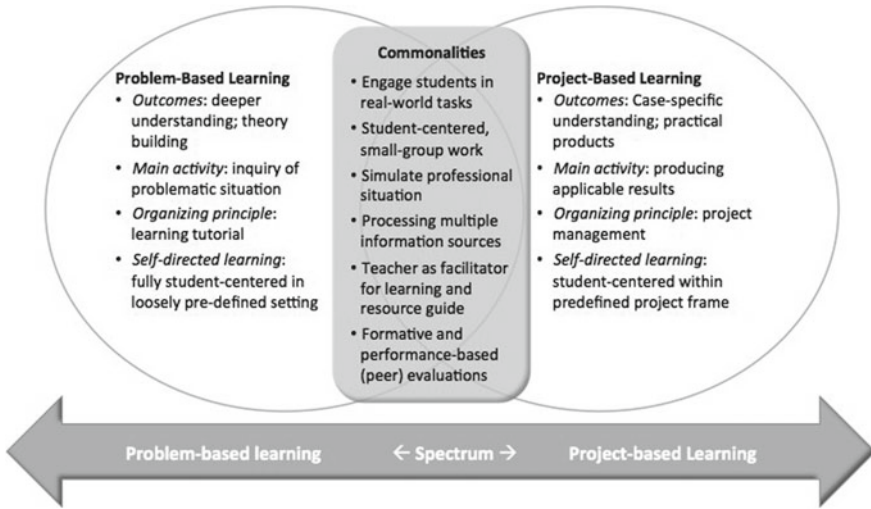 Problem-Based Learning
• Outcomes: deeper
understanding; theory
building
• Main activity: inquiry of
problematic situation
• Organizing principle:
learning tutorial
• Self-directed learning:
fully student-centered in
loosely pre-defined setting
Commonalities
• Engage students in
real-world tasks
• Student-centered,
small-group work
• Simulate professional
situation
• Processing multiple
information sources
• Teacher as facilitator
for learning and
resource guide
• Formative and
performance-based
(peer) evaluations
Project-Based Learning
• Outcomes: Case-specific
understanding; practical
products
• Main activity: producing
applicable results
• Organizing principle: project
management
• Self-directed learning:
student-centered within
predefined project frame
Problem-based learning ← Spectrum → Project-based Learning